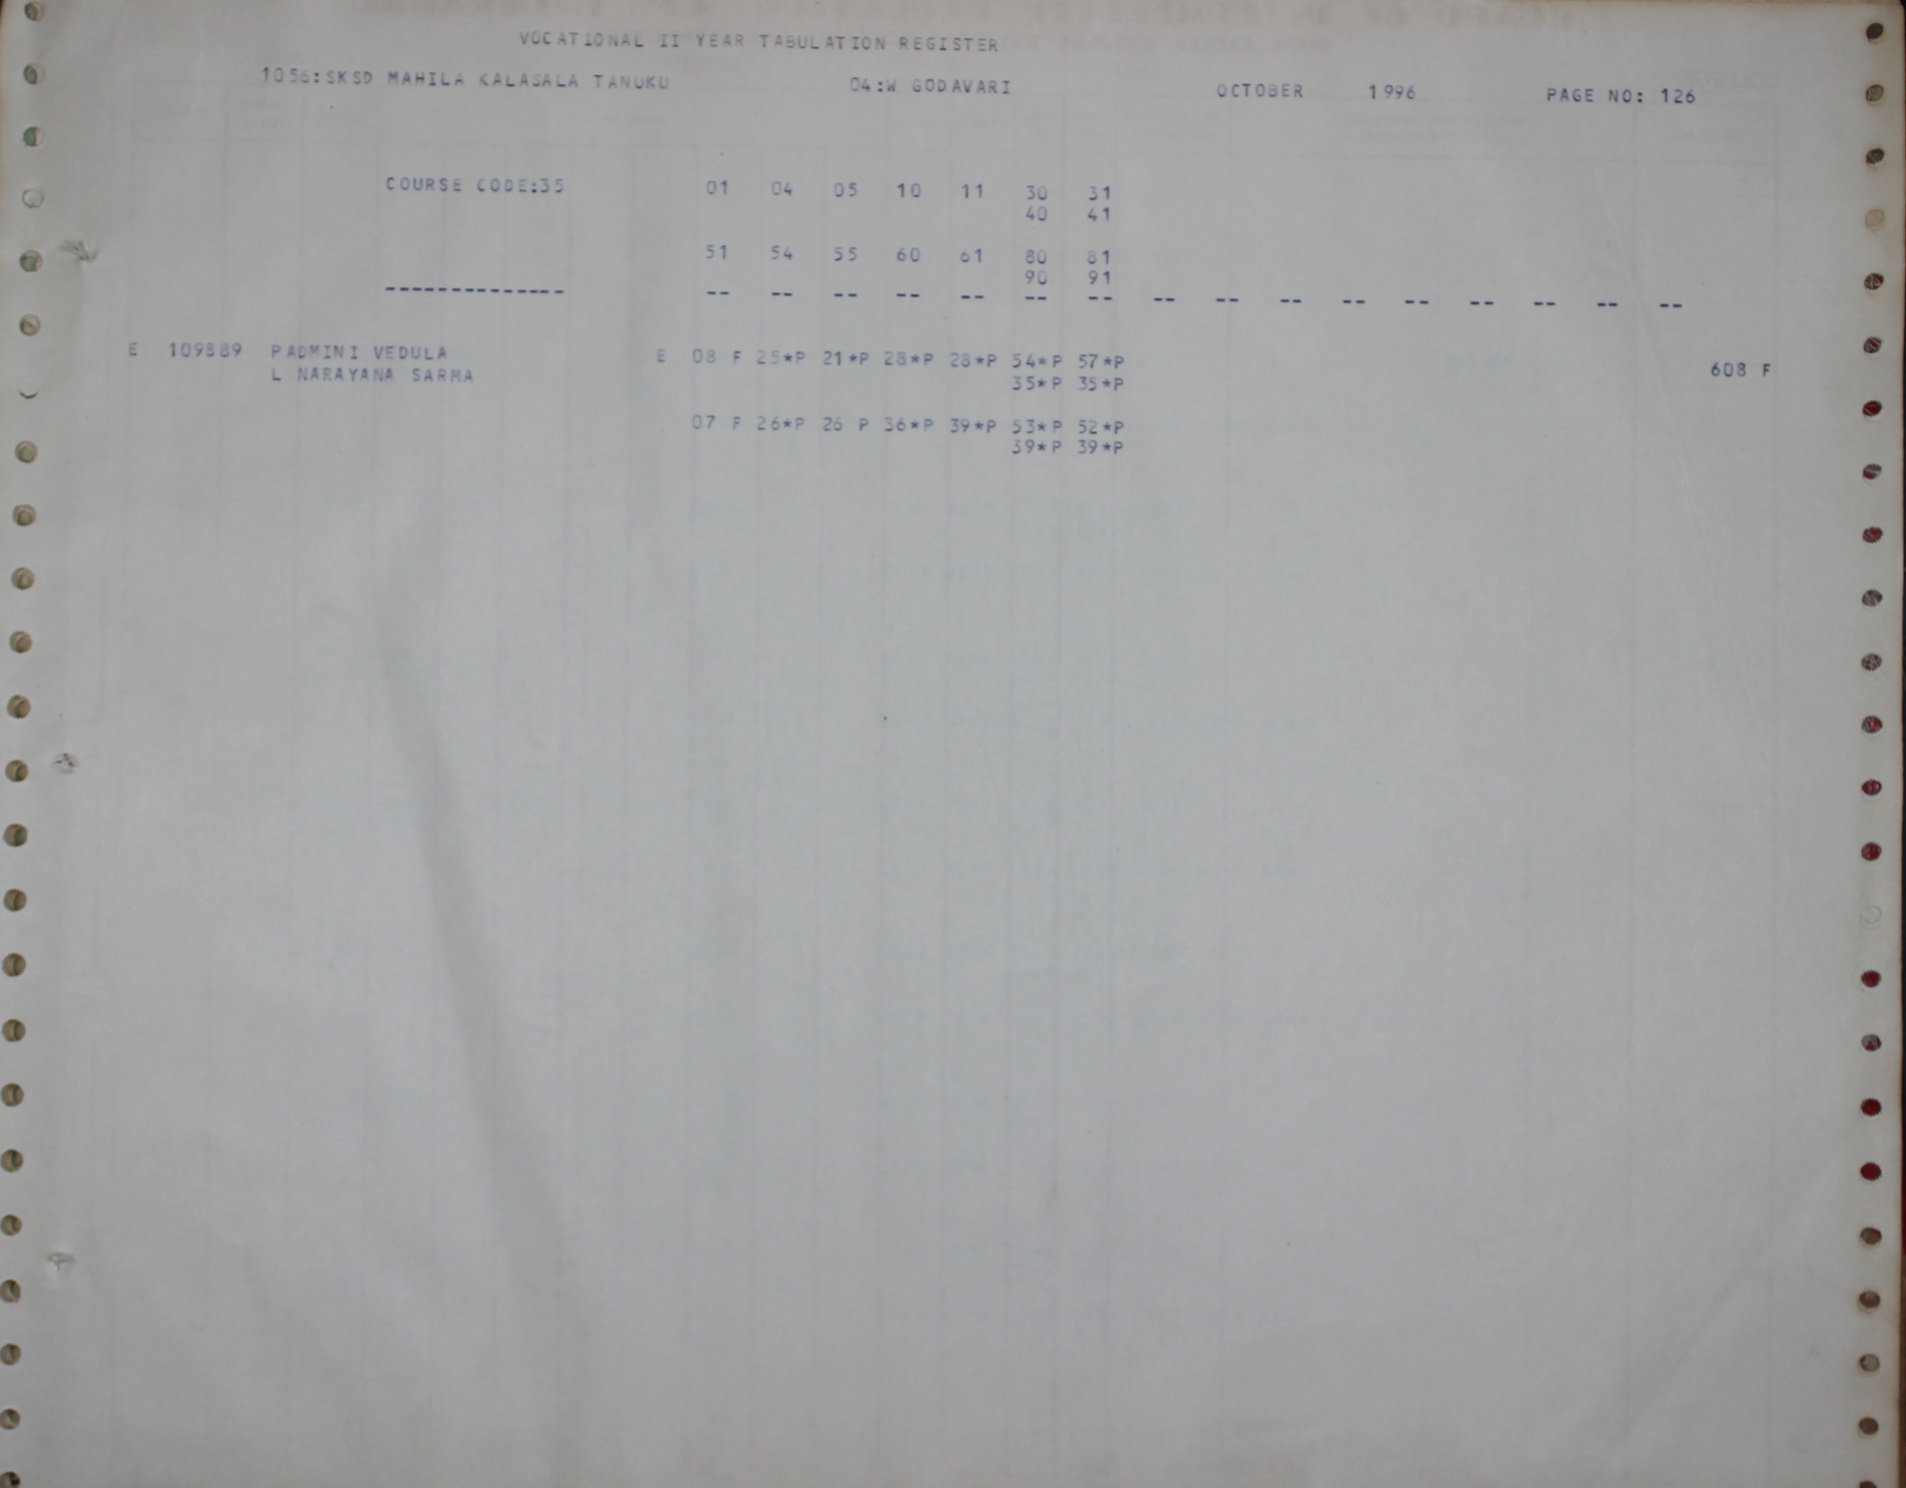 VOCATIONAL II YEAR TABULATION REGISTER
1056:SKSD MAHILA KALASALA TANUKU 04:W GODAVARI OCTOBER 1996 PAGE NO: 126
COURSE CODE:35 01 04 05 10 11 30 31
40 41
51 54 55 60 61 80 81
90 91
-------------- -- -- -- -- -- -- -- -- -- -- -- -- -- -- -- --
E 109889 PADMINI VEDULA E 08 F 25*P 21*P 28*P 28*P 54*P 57*P
L NARAYANA SARMA 35*P 35*P 608 F
07 F 26*P 26 P 36*P 39*P 53*P 52*P
39*P 39*P